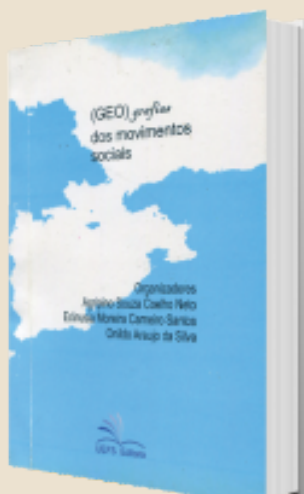 (GEO) grafias
dos movimentos
sociais
Organizadores
Agripino Souza Coelho Neto
Edinusia Moreira Carneiro Santos
Onildo Araujo da Silva
UEFS Editora